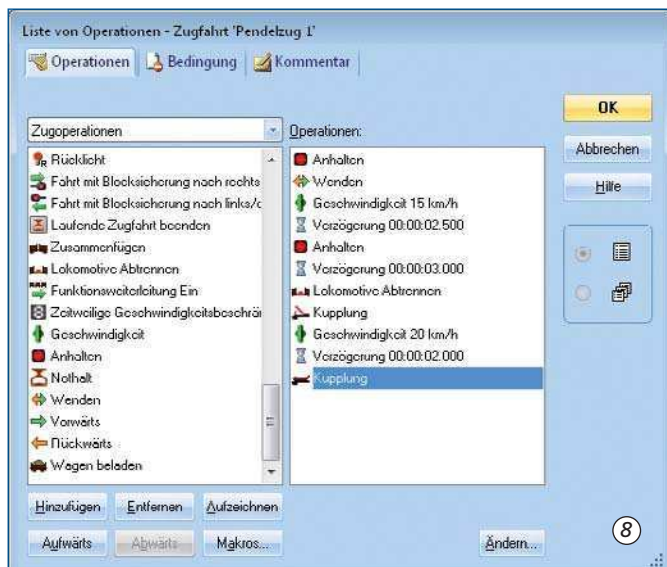 Liste von Operationen - Zugfahrt 'Pendelzug 1'
Operationen
Bedingung
Kommentar
Zugoperationen
Rücklicht
Fahrt mit Blocksicherung nach rechts
Fahrt mit Blocksicherung nach links/c
Laufende Zugfahrt beenden
Zusammenfügen
Lokomotive Abtrennen
Funktionsweiterleitung Ein
Zeitweilige Geschwindigkeitsbeschrär
Geschwindigkeit
Anhalten
Nothalt
Wenden
Vorwärts
Rückwärts
Wagen beladen
Operationen:
Anhalten
Wenden
Geschwindigkeit 15 km/h
Verzögerung 00:00:02.500
Anhalten
Verzögerung 00:00:03.000
Lokomotive Abtrennen
Kupplung
Geschwindigkeit 20 km/h
Verzögerung 00:00:02.000
Kupplung
OK
Abbrechen
Hilfe
Hinzufügen
Entfernen
Aufzeichnen
Aufwärts
Abwärts
Makros...
Ändern...
8